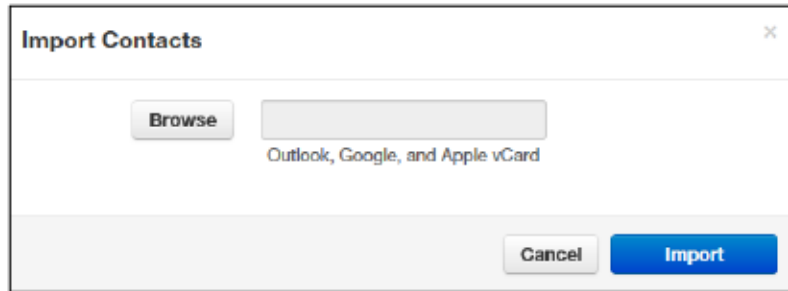 Import Contacts
×
Browse
Outlook, Google, and Apple vCard
Cancel
Import